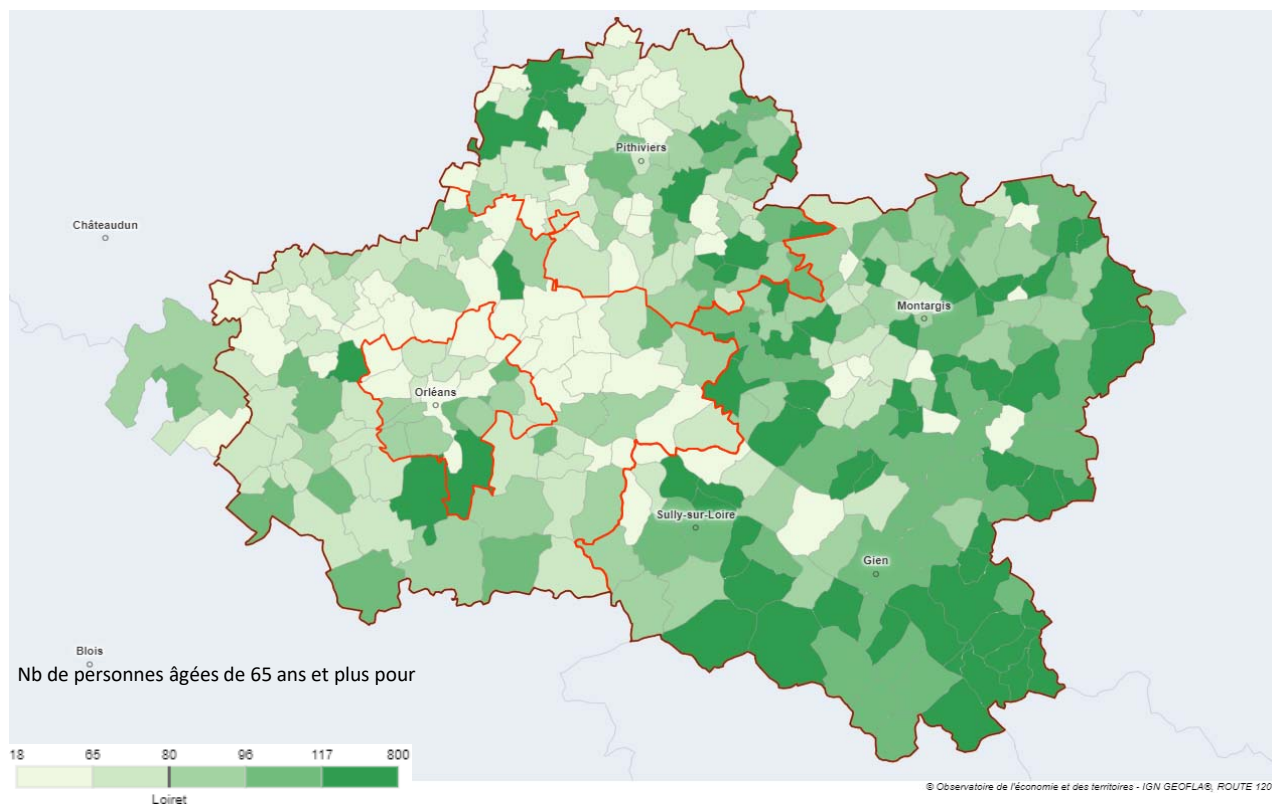 Pithiviers
Châteaudun
Montargis
Orléans
Sully-sur-Loire
Gien
Blois
Nb de personnes âgées de 65 ans et plus pour
18 65 80 96 117 800
Loiret
© Observatoire de l'économie et des territoires - IGN GEOFLA®, ROUTE 120